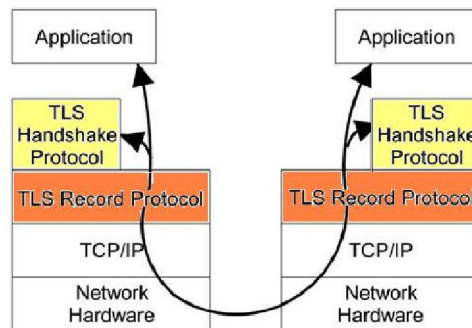 Application
TLS
Handshake
Protocol
TLS Record Protocol
TCP/IP
Network
Hardware
Application
TLS
Handshake
Protocol
TLS Record Protocol
TCP/IP
Network
Hardware